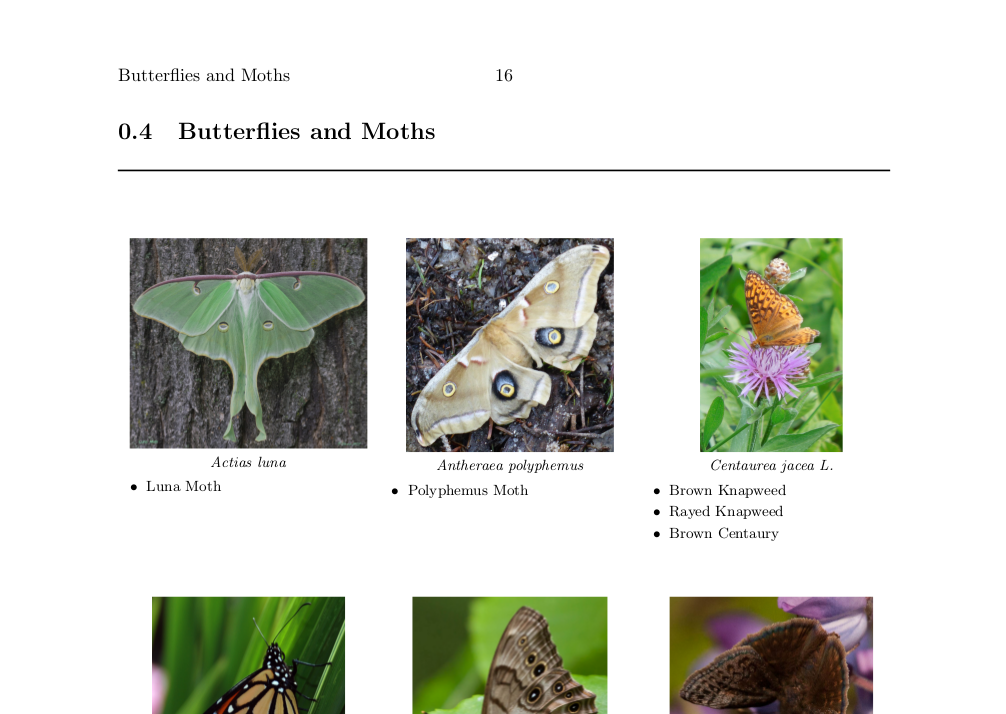 Butterflies and Moths 16
0.4 Butterflies and Moths
Actias luna
• Luna Moth
Antheraea polyphemus
• Polyphemus Moth
Centaurea jacea L.
• Brown Knapweed
• Rayed Knapweed
• Brown Centaury